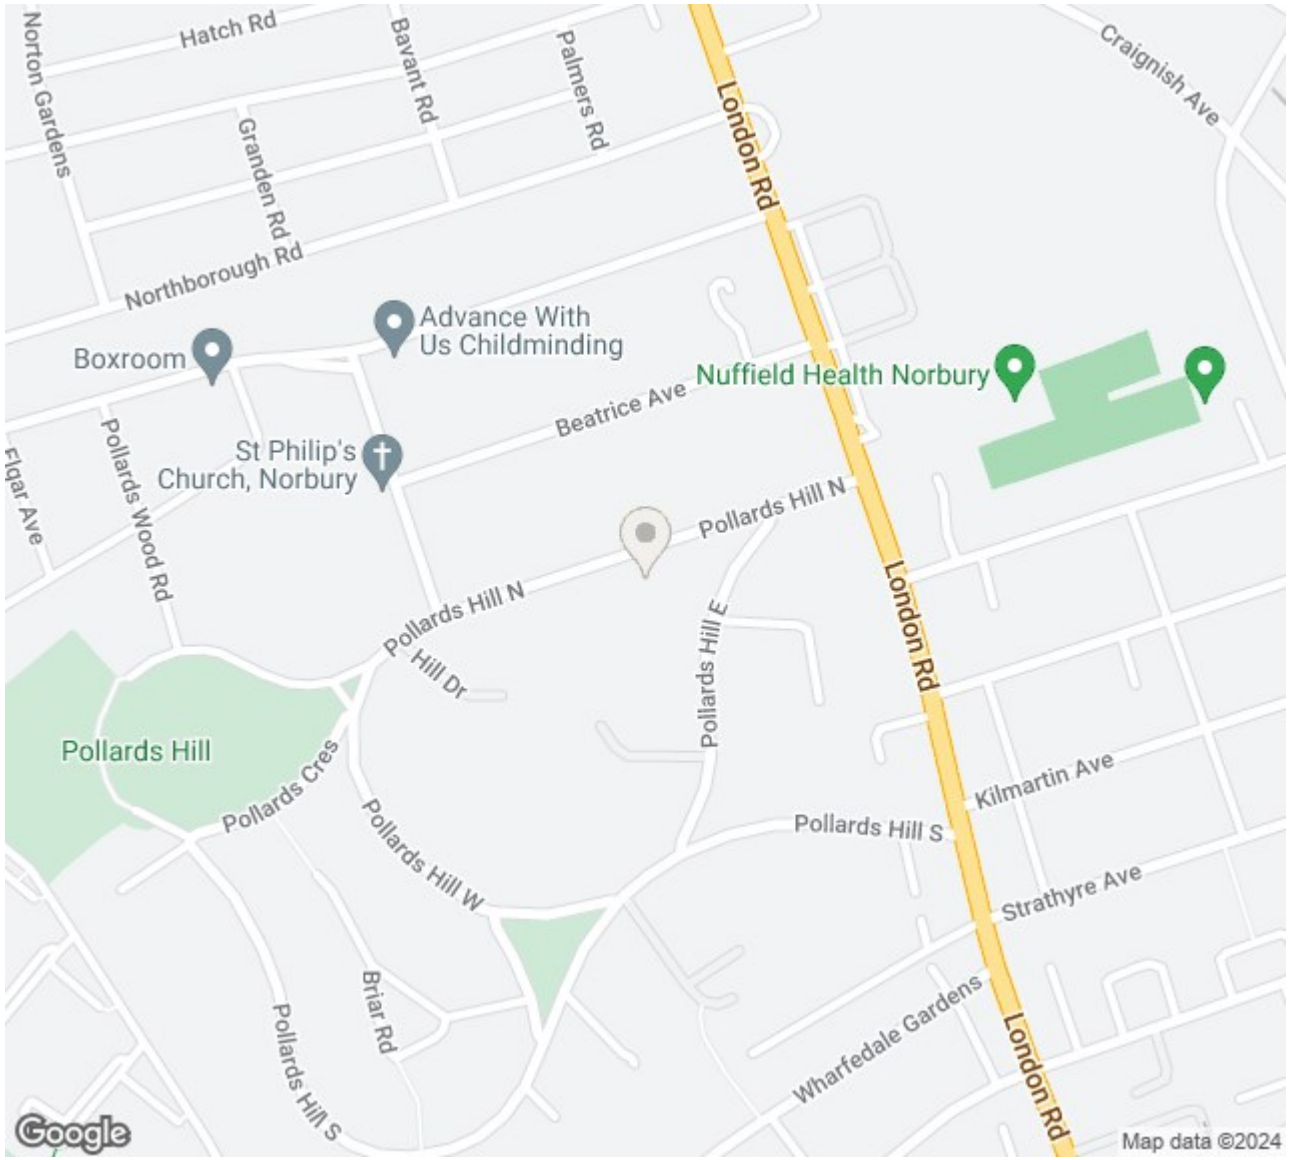 Norton Gardens
Hatch Rd
Bavant Rd
Palmers Rd
London Rd
Craignish Ave
Granden Rd
Northborough Rd
Advance With
Us Childminding
Boxroom
Nuffield Health Norbury
Beatrice Ave
Pollards Wood Rd
St Philip's
Church, Norbury
Elgar Ave
Pollards Hill N
Pollards Hill N
London Rd
Pollards Hill E
Hill Dr
Pollards Hill
Pollards Cres
Kilmartin Ave
Pollards Hill W
Pollards Hill S
Strathyre Ave
Briar Rd
Pollards Hill S
Wharfedale Gardens
London Rd
Google
Map data ©2024